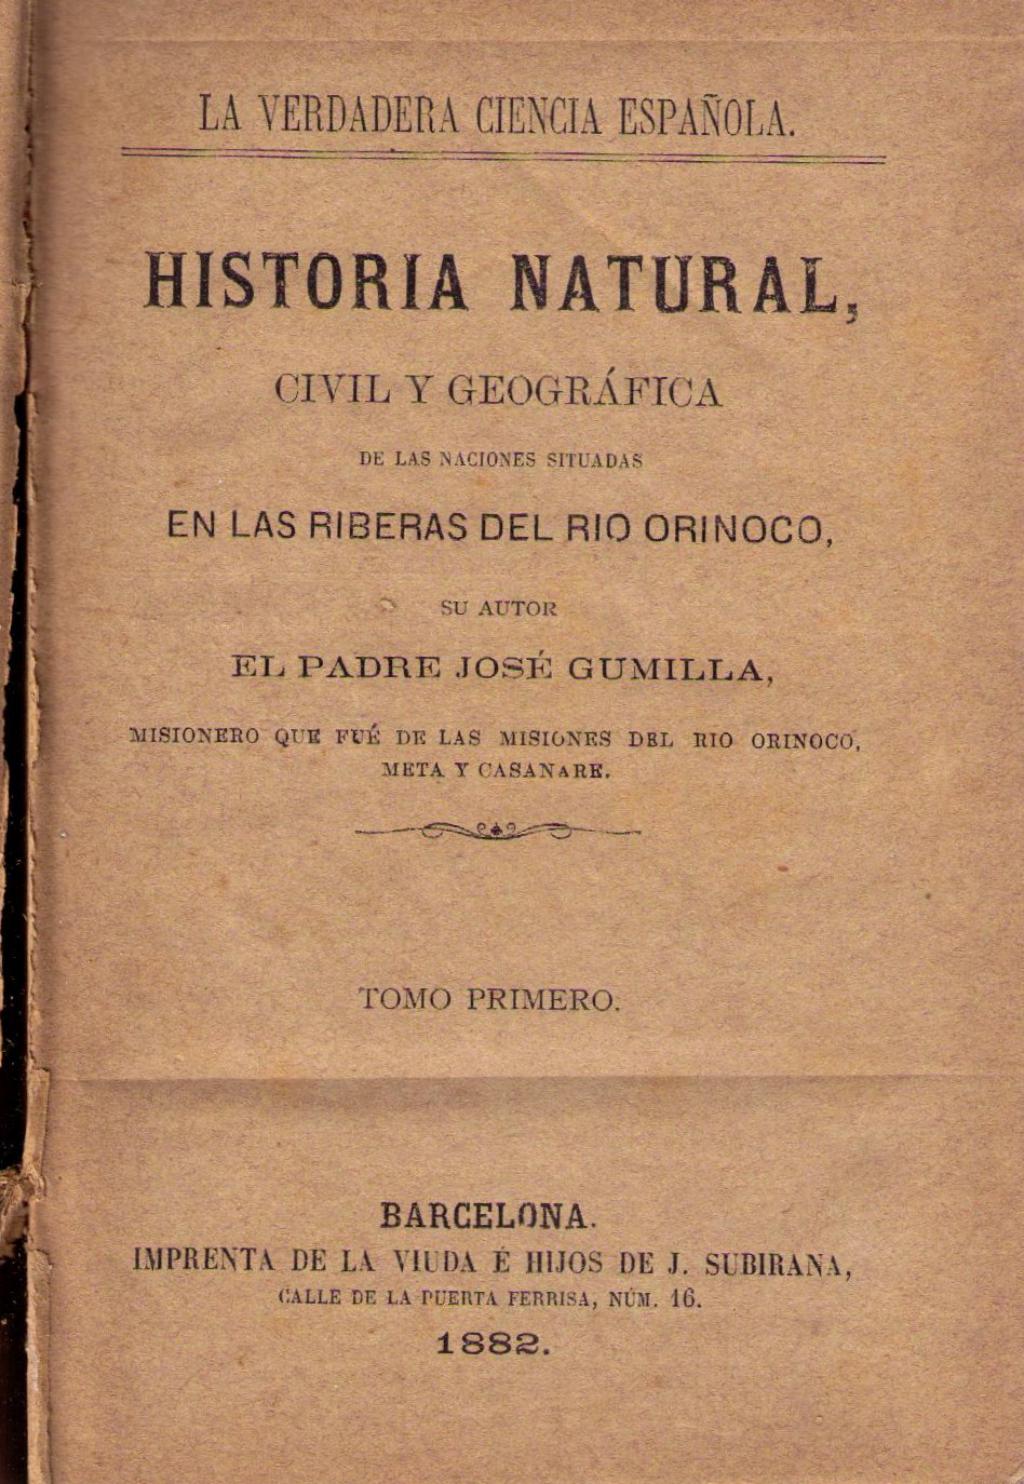 LA VERDADERA CIENCIA ESPAÑOLA.
HISTORIA NATURAL,
CIVIL Y GEOGRÁFICA
DE LAS NACIONES SITUADAS
EN LAS RIBERAS DEL RIO ORINOCO,
SU AUTOR
EL PADRE JOSÉ GUMILLA,
MISIONERO QUE FUÉ DE LAS MISIONES DEL RIO ORINOCO,
META Y CASANARE.
TOMO PRIMERO.
BARCELONA.
IMPRENTA DE LA VIUDA É HIJOS DE J. SUBIRANA,
CALLE DE LA PUERTA FERRISA, NÚM. 16.
1882.